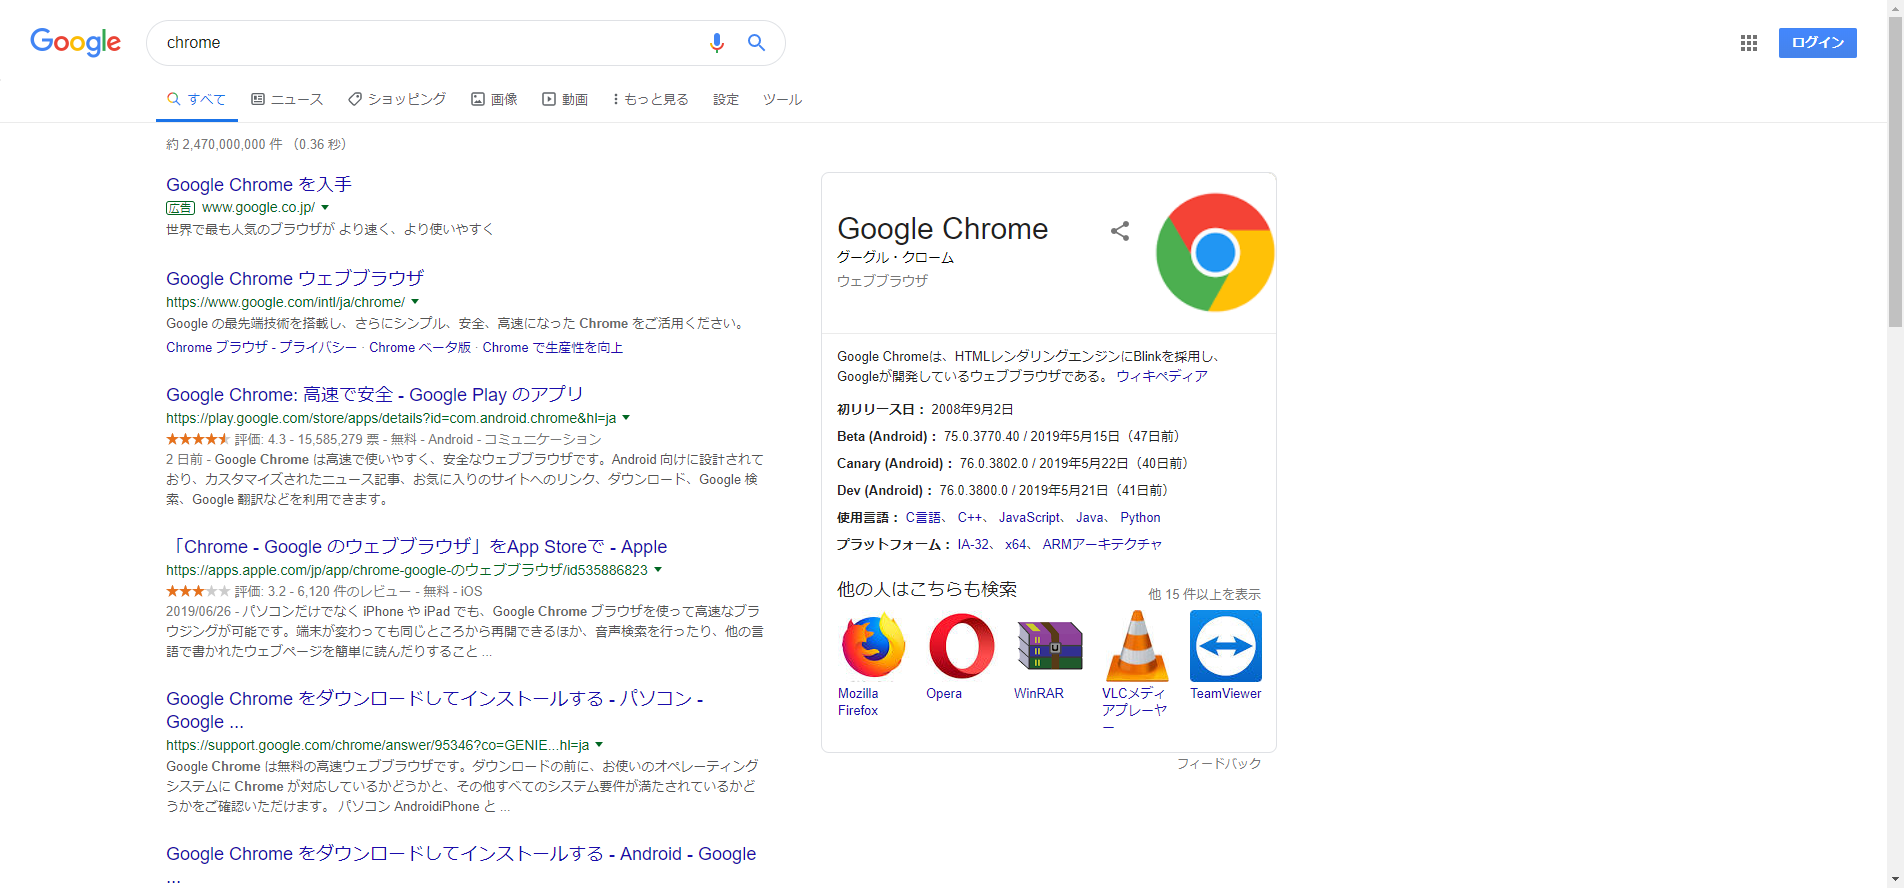 Google
chrome
ログイン
すべて ニュース ショッピング 画像 動画 もっと見る 設定 ツール
約 2,470,000,000 件 （0.36 秒）
Google Chrome を入手
広告 www.google.co.jp/
世界で最も人気のブラウザが より速く、より使いやすく
Google Chrome ウェブブラウザ
https://www.google.com/intl/ja/chrome/
Google の最先端技術を搭載し、さらにシンプル、安全、高速になった Chrome をご活用ください。
Chrome ブラウザ - プライバシー · Chrome ベータ版 · Chrome で生産性を向上
Google Chrome: 高速で安全 - Google Play のアプリ
https://play.google.com/store/apps/details?id=com.android.chrome&hl=ja
評価: 4.3 - 15,585,279 票 - 無料 - Android - コミュニケーション
2 日前 - Google Chrome は高速で使いやすく、安全なウェブブラウザです。Android 向けに設計されて
おり、カスタマイズされたニュース記事、お気に入りのサイトへのリンク、ダウンロード、Google 検
索、Google 翻訳などを利用できます。
「Chrome - Google のウェブブラウザ」をApp Storeで - Apple
https://apps.apple.com/jp/app/chrome-google-のウェブブラウザ/id535886823
評価: 3.2 - 6,120 件のレビュー - 無料 - iOS
2019/06/26 - パソコンだけでなく iPhone や iPad でも、Google Chrome ブラウザを使って高速なブラ
ウジングが可能です。端末が変わっても同じところから再開できるほか、音声検索を行ったり、他の言
語で書かれたウェブページを簡単に読んだりすること ...
Google Chrome をダウンロードしてインストールする - パソコン -
Google ...
https://support.google.com/chrome/answer/95346?co=GENIE...hl=ja
Google Chrome は無料の高速ウェブブラウザです。ダウンロードの前に、お使いのオペレーティング
システムに Chrome が対応しているかどうかと、その他すべてのシステム要件が満たされているかど
うかをご確認いただけます。 パソコン AndroidiPhone と ...
Google Chrome をダウンロードしてインストールする - Android - Google
...
Google Chrome
グーグル・クローム
ウェブブラウザ
Google Chromeは、HTMLレンダリングエンジンにBlinkを採用し、
Googleが開発しているウェブブラウザである。 ウィキペディア
初リリース日： 2008年9月2日
Beta (Android)： 75.0.3770.40 / 2019年5月15日（47日前）
Canary (Android)： 76.0.3802.0 / 2019年5月22日（40日前）
Dev (Android)： 76.0.3800.0 / 2019年5月21日（41日前）
使用言語： C言語、 C++、 JavaScript、 Java、 Python
プラットフォーム： IA-32、 x64、 ARMアーキテクチャ
他の人はこちらも検索
他 15 件以上を表示
Mozilla
Firefox
Opera
WinRAR
VLCメディ
アプレーヤ
ー
TeamViewer
フィードバック